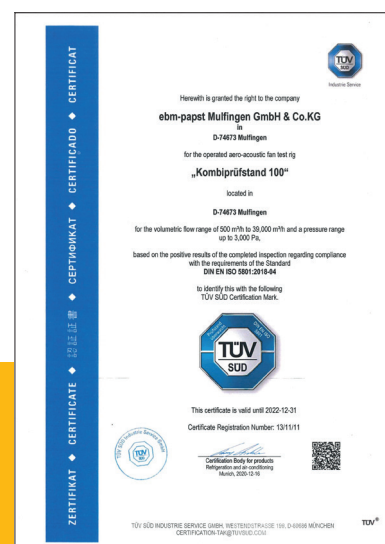 ZERTIFIKAT ◆ CERTIFICATE ◆ 認證證書 ◆ СЕРТИФИКАТ ◆ CERTIFICADO ◆ CERTIFICAT
TÜV
SÜD
Industrie Service
Herewith is granted the right to the company
ebm-papst Mulfingen GmbH & Co.KG
in
D-74673 Mulfingen
for the operated aero-acoustic fan test rig
„Kombiprüfstand 100“
located in
D-74673 Mulfingen
for the volumetric flow range of 500 m³/h to 39,000 m³/h and a pressure range
up to 3,000 Pa,
based on the positive results of the completed inspection regarding compliance
with the requirements of the Standard
DIN EN ISO 5801:2018-04
to identify this with the following
TÜV SÜD Certification Mark.
TÜV
SÜD
This certificate is valid until 2022-12-31
Certificate Registration Number: 13/11/11
TÜV SÜD Industrie Service GmbH
Certification Body for products
Refrigeration and air-conditioning
Munich, 2020-12-16
TÜV SÜD INDUSTRIE SERVICE GMBH, WESTENDSTRASSE 199, D-80686 MÜNCHEN
CERTIFICATION-TAK@TUVSUD.COM
TÜV®